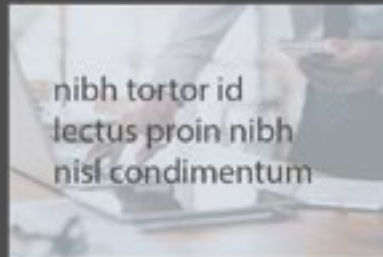 nibh tortor id
lectus proin nibh
nisl condimentum